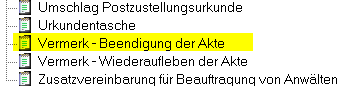 Umschlag Postzustellungsurkunde
Urkundentasche
Vermerk - Beendigung der Akte
Vermerk - Wiederaufleben der Akte
Zusatzvereinbarung für Beauftragung von Anwälten